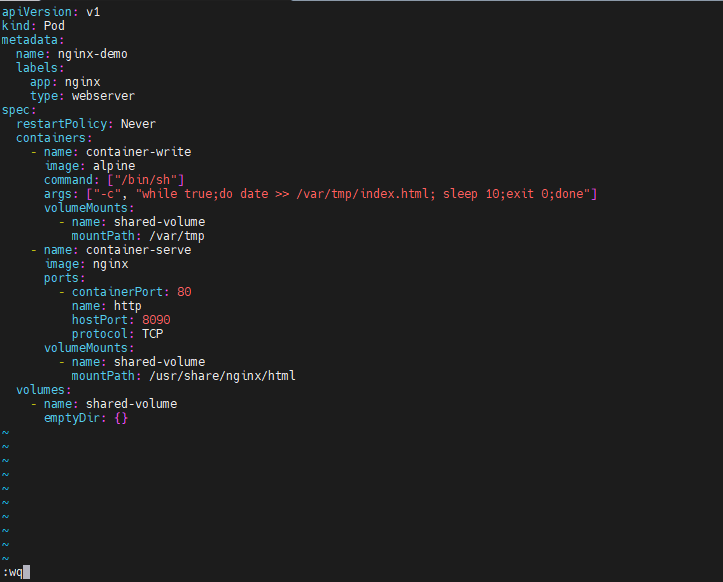 apiVersion: v1
kind: Pod
metadata:
  name: nginx-demo
  labels:
    app: nginx
    type: webserver
spec:
  restartPolicy: Never
  containers:
    - name: container-write
      image: alpine
      command: ["/bin/sh"]
      args: ["-c", "while true;do date >> /var/tmp/index.html; sleep 10;exit 0;done"]
      volumeMounts:
        - name: shared-volume
          mountPath: /var/tmp
    - name: container-serve
      image: nginx
      ports:
        - containerPort: 80
          name: http
          hostPort: 8090
          protocol: TCP
      volumeMounts:
        - name: shared-volume
          mountPath: /usr/share/nginx/html
  volumes:
    - name: shared-volume
      emptyDir: {}
~
~
~
~
~
~
~
~
~
~
:wq